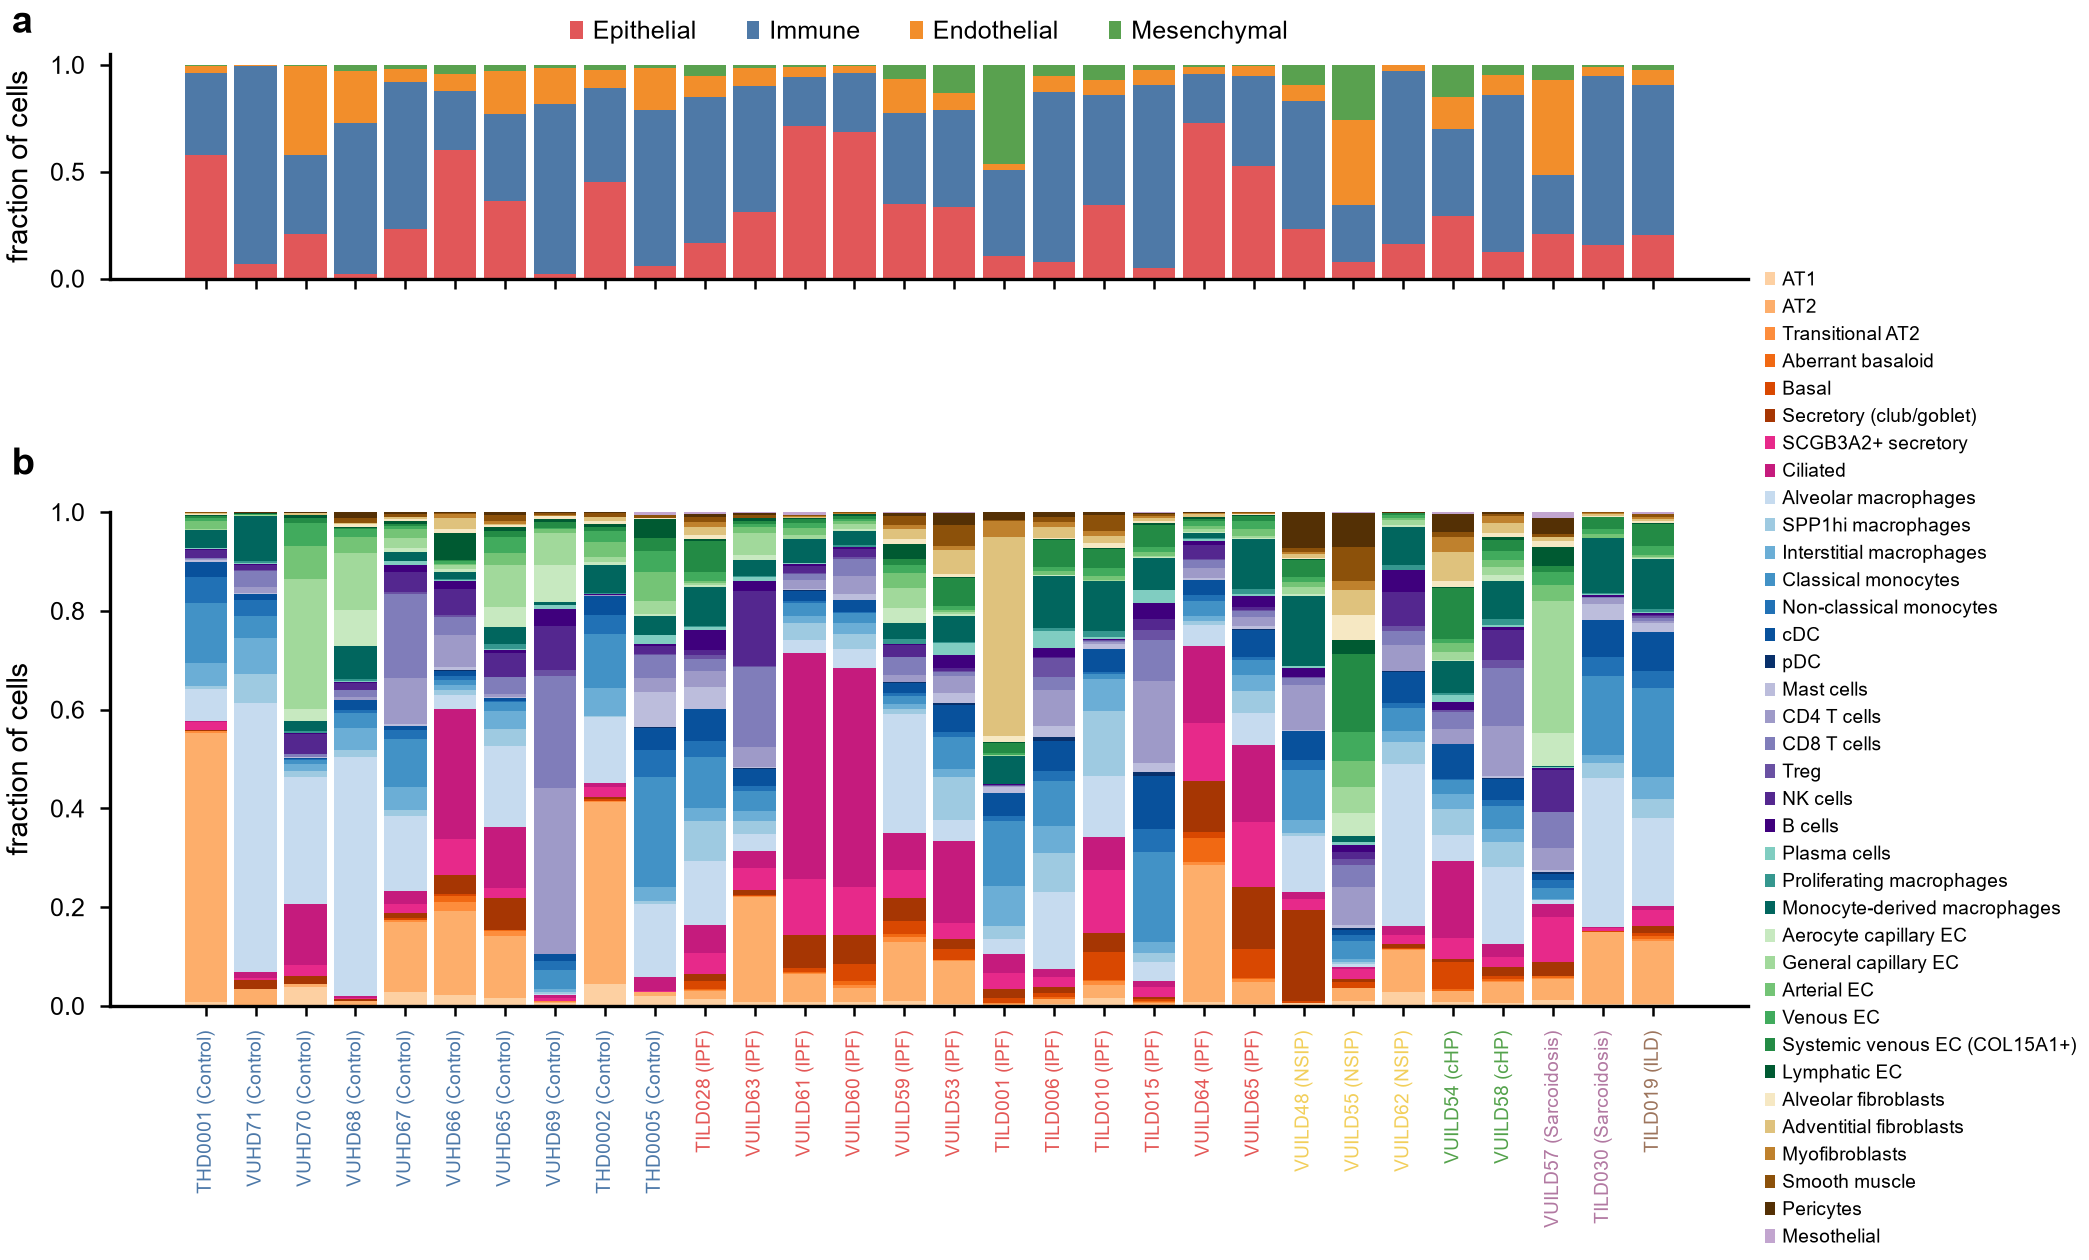 a
Epithelial Immune Endothelial Mesenchymal
fraction of cells
1.0
0.5
0.0
b
fraction of cells
1.0
0.8
0.6
0.4
0.2
0.0
THD0001 (Control)
VUHD71 (Control)
VUHD70 (Control)
VUHD68 (Control)
VUHD67 (Control)
VUHD66 (Control)
VUHD65 (Control)
VUHD69 (Control)
THD0002 (Control)
THD0005 (Control)
TILD028 (IPF)
VUILD63 (IPF)
VUILD61 (IPF)
VUILD60 (IPF)
VUILD59 (IPF)
VUILD53 (IPF)
TILD001 (IPF)
TILD006 (IPF)
TILD010 (IPF)
TILD015 (IPF)
VUILD64 (IPF)
VUILD65 (IPF)
VUILD48 (NSIP)
VUILD55 (NSIP)
VUILD62 (NSIP)
VUILD54 (cHP)
VUILD58 (cHP)
VUILD57 (Sarcoidosis)
TILD030 (Sarcoidosis)
TILD019 (ILD)
AT1
AT2
Transitional AT2
Aberrant basaloid
Basal
Secretory (club/goblet)
SCGB3A2+ secretory
Ciliated
Alveolar macrophages
SPP1hi macrophages
Interstitial macrophages
Classical monocytes
Non-classical monocytes
cDC
pDC
Mast cells
CD4 T cells
CD8 T cells
Treg
NK cells
B cells
Plasma cells
Proliferating macrophages
Monocyte-derived macrophages
Aerocyte capillary EC
General capillary EC
Arterial EC
Venous EC
Systemic venous EC (COL15A1+)
Lymphatic EC
Alveolar fibroblasts
Adventitial fibroblasts
Myofibroblasts
Smooth muscle
Pericytes
Mesothelial